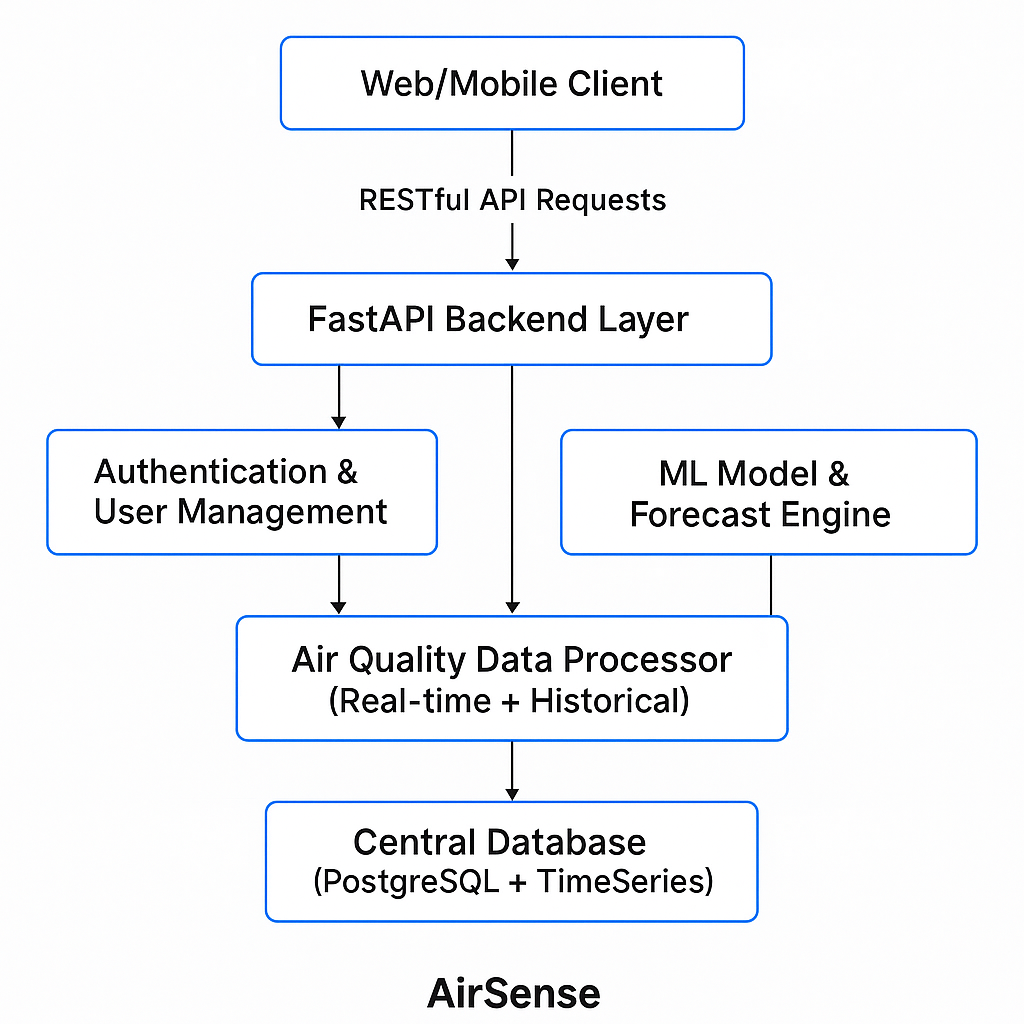 Web/Mobile Client
RESTful API Requests
FastAPI Backend Layer
Authentication &
User Management
ML Model &
Forecast Engine
Air Quality Data Processor
(Real-time + Historical)
Central Database
(PostgreSQL + TimeSeries)
AirSense